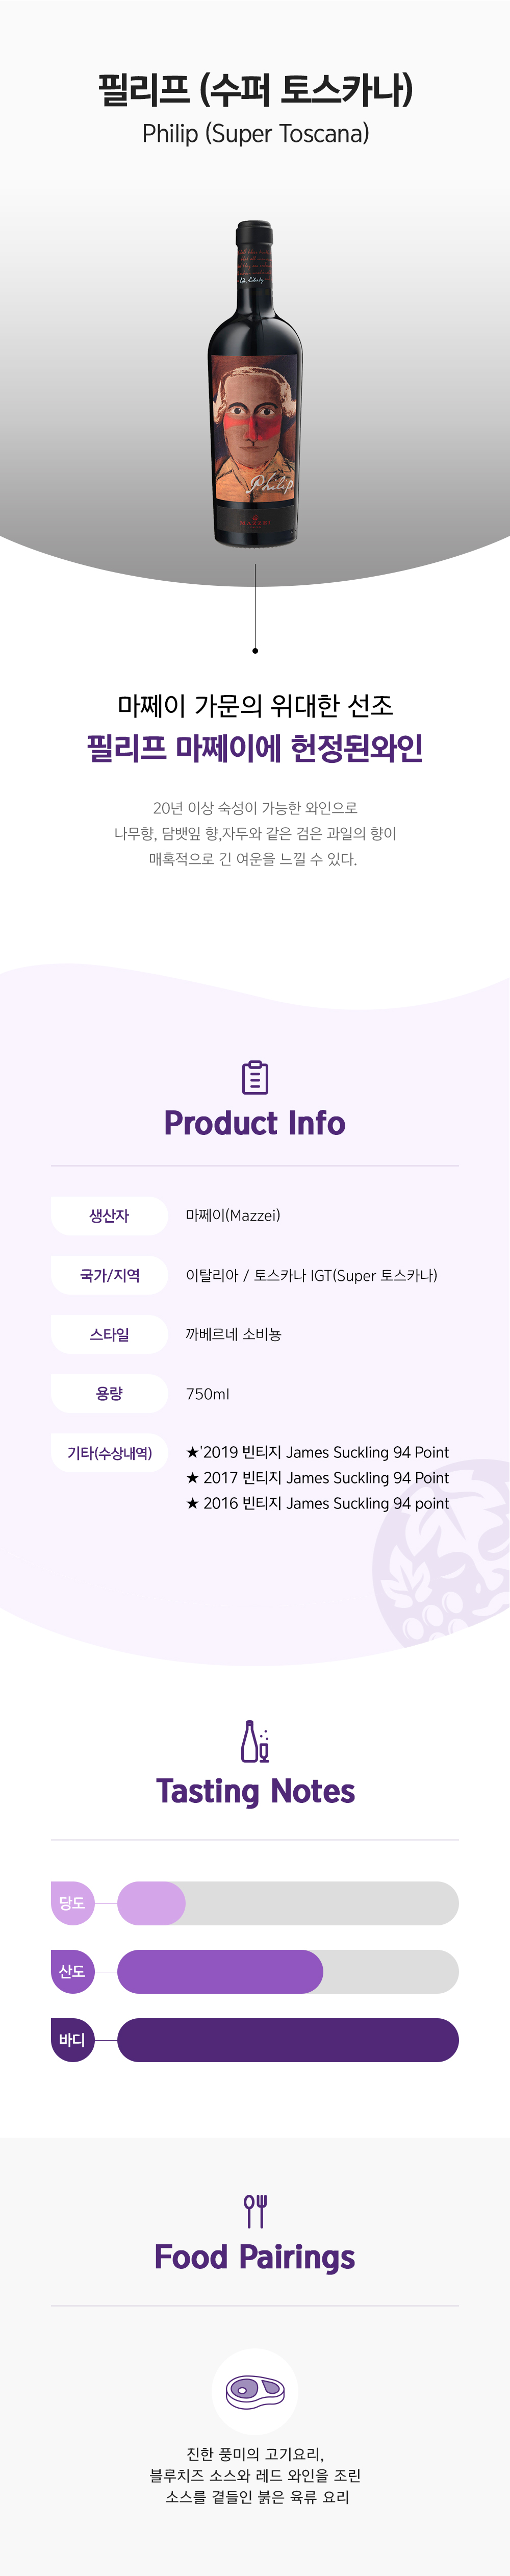 필리프 (수퍼 토스카나)
Philip (Super Toscana)
Philip
MAZZEI
마쩨이 가문의 위대한 선조
필리프 마쩨이에 헌정된와인
20년 이상 숙성이 가능한 와인으로
나무향, 담뱃잎 향,자두와 같은 검은 과일의 향이
매혹적으로 긴 여운을 느낄 수 있다.
Product Info
생산자 마쩨이(Mazzei)
국가/지역 이탈리아 / 토스카나 IGT(Super 토스카나)
스타일 까베르네 소비뇽
용량 750ml
기타(수상내역) ★'2019 빈티지 James Suckling 94 Point
★ 2017 빈티지 James Suckling 94 Point
★ 2016 빈티지 James Suckling 94 point
Tasting Notes
당도
산도
바디
Food Pairings
진한 풍미의 고기요리,
블루치즈 소스와 레드 와인을 조린
소스를 곁들인 붉은 육류 요리